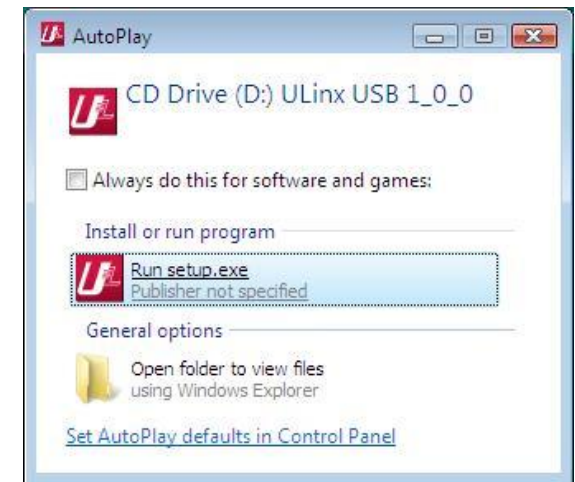 AutoPlay
CD Drive (D:) ULinx USB 1_0_0
Always do this for software and games:
Install or run program
Run setup.exe
Publisher not specified
General options
Open folder to view files
using Windows Explorer
Set AutoPlay defaults in Control Panel